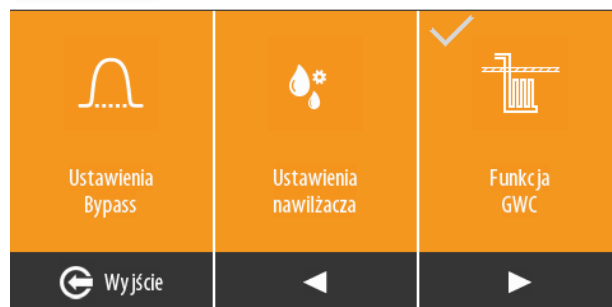 Ustawienia
Bypass
Ustawienia
nawilżacza
Funkcja
GWC
Wyjście